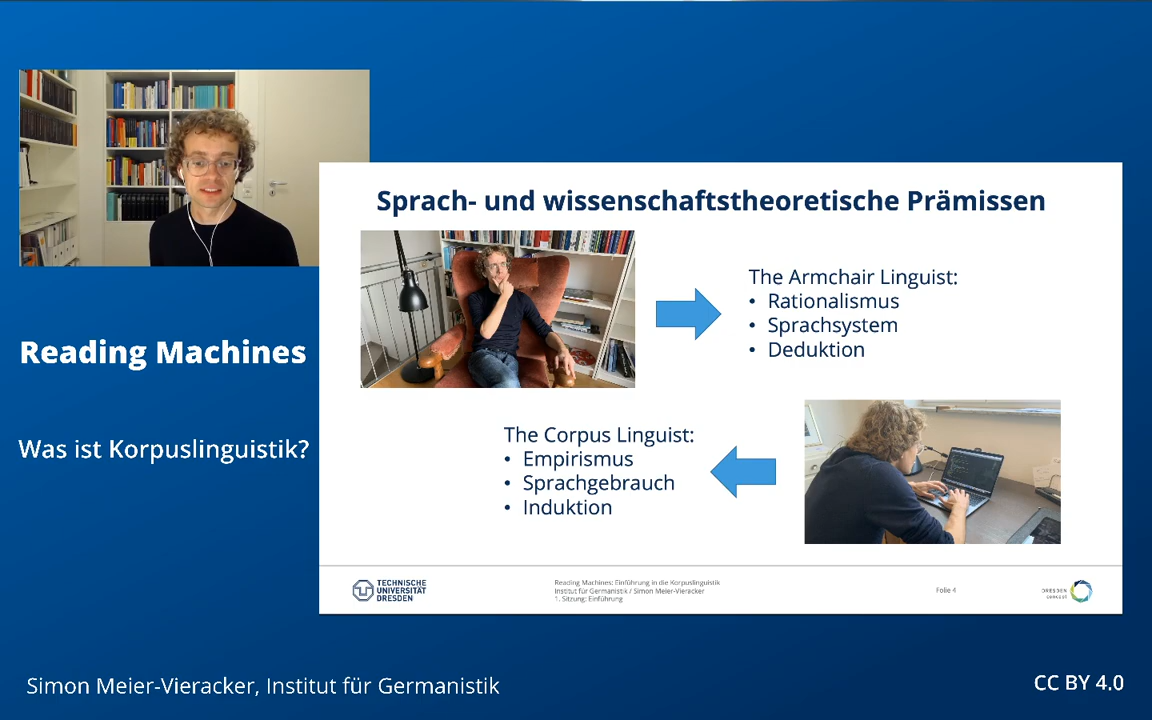 Sprach- und wissenschaftstheoretische Prämissen
The Armchair Linguist:
• Rationalismus
• Sprachsystem
• Deduktion
Reading Machines
Was ist Korpuslinguistik?
The Corpus Linguist:
• Empirismus
• Sprachgebrauch
• Induktion
TECHNISCHE
UNIVERSITÄT
DRESDEN
Reading Machines: Einführung in die Korpuslinguistik
Institut für Germanistik / Simon Meier-Vieracker
1. Sitzung: Einführung
Folie 4
DRESDEN
concept
Simon Meier-Vieracker, Institut für Germanistik
CC BY 4.0